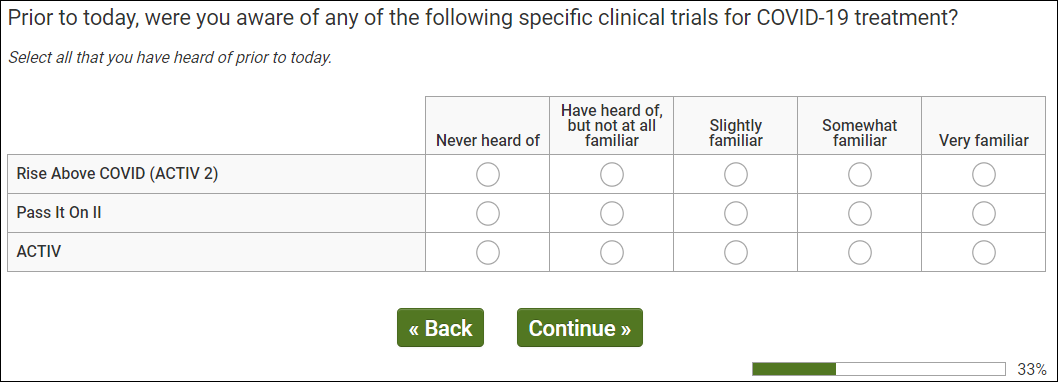 Prior to today, were you aware of any of the following specific clinical trials for COVID-19 treatment?
Select all that you have heard of prior to today.
Never heard of
Have heard of,
but not at all
familiar
Slightly
familiar
Somewhat
familiar
Very familiar
Rise Above COVID (ACTIV 2)
Pass It On II
ACTIV
« Back
Continue »
33%